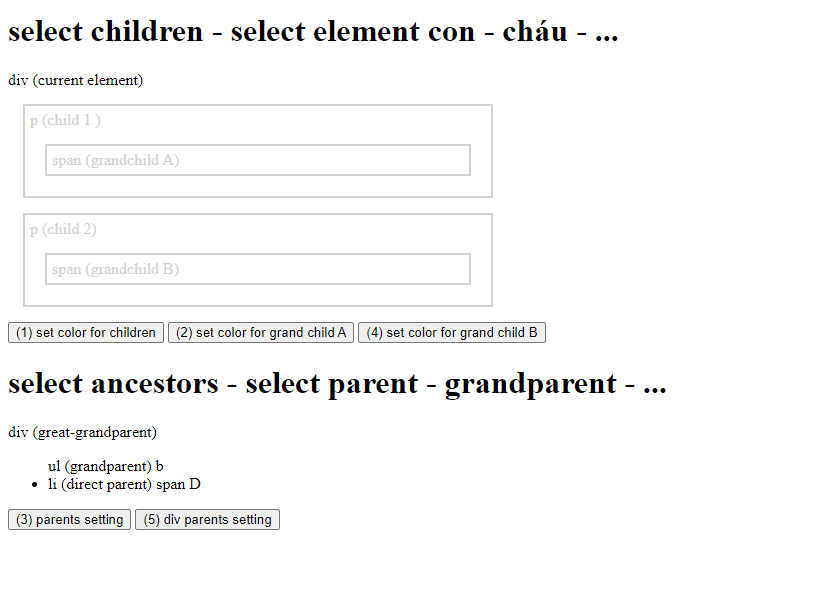 select children - select element con - cháu - ...
div (current element)
p (child 1 )
span (grandchild A)
p (child 2)
span (grandchild B)
(1) set color for children (2) set color for grand child A (4) set color for grand child B
select ancestors - select parent - grandparent - ...
div (great-grandparent)
ul (grandparent) b
li (direct parent) span D
(3) parents setting (5) div parents setting